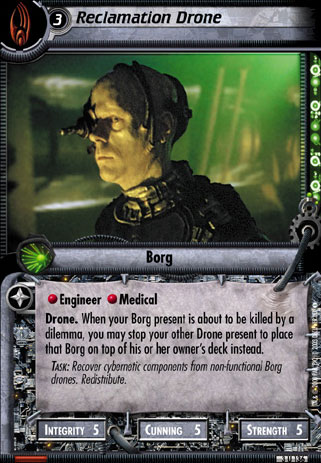 3 Reclamation Drone
Borg
Engineer Medical
Drone. When your Borg present is about to be killed by a
dilemma, you may stop your other Drone present to place
that Borg on top of his or her owner's deck instead.
Task: Recover cybernetic components from non-functional Borg
drones. Redistribute.
INTEGRITY 5 CUNNING 5 STRENGTH 5